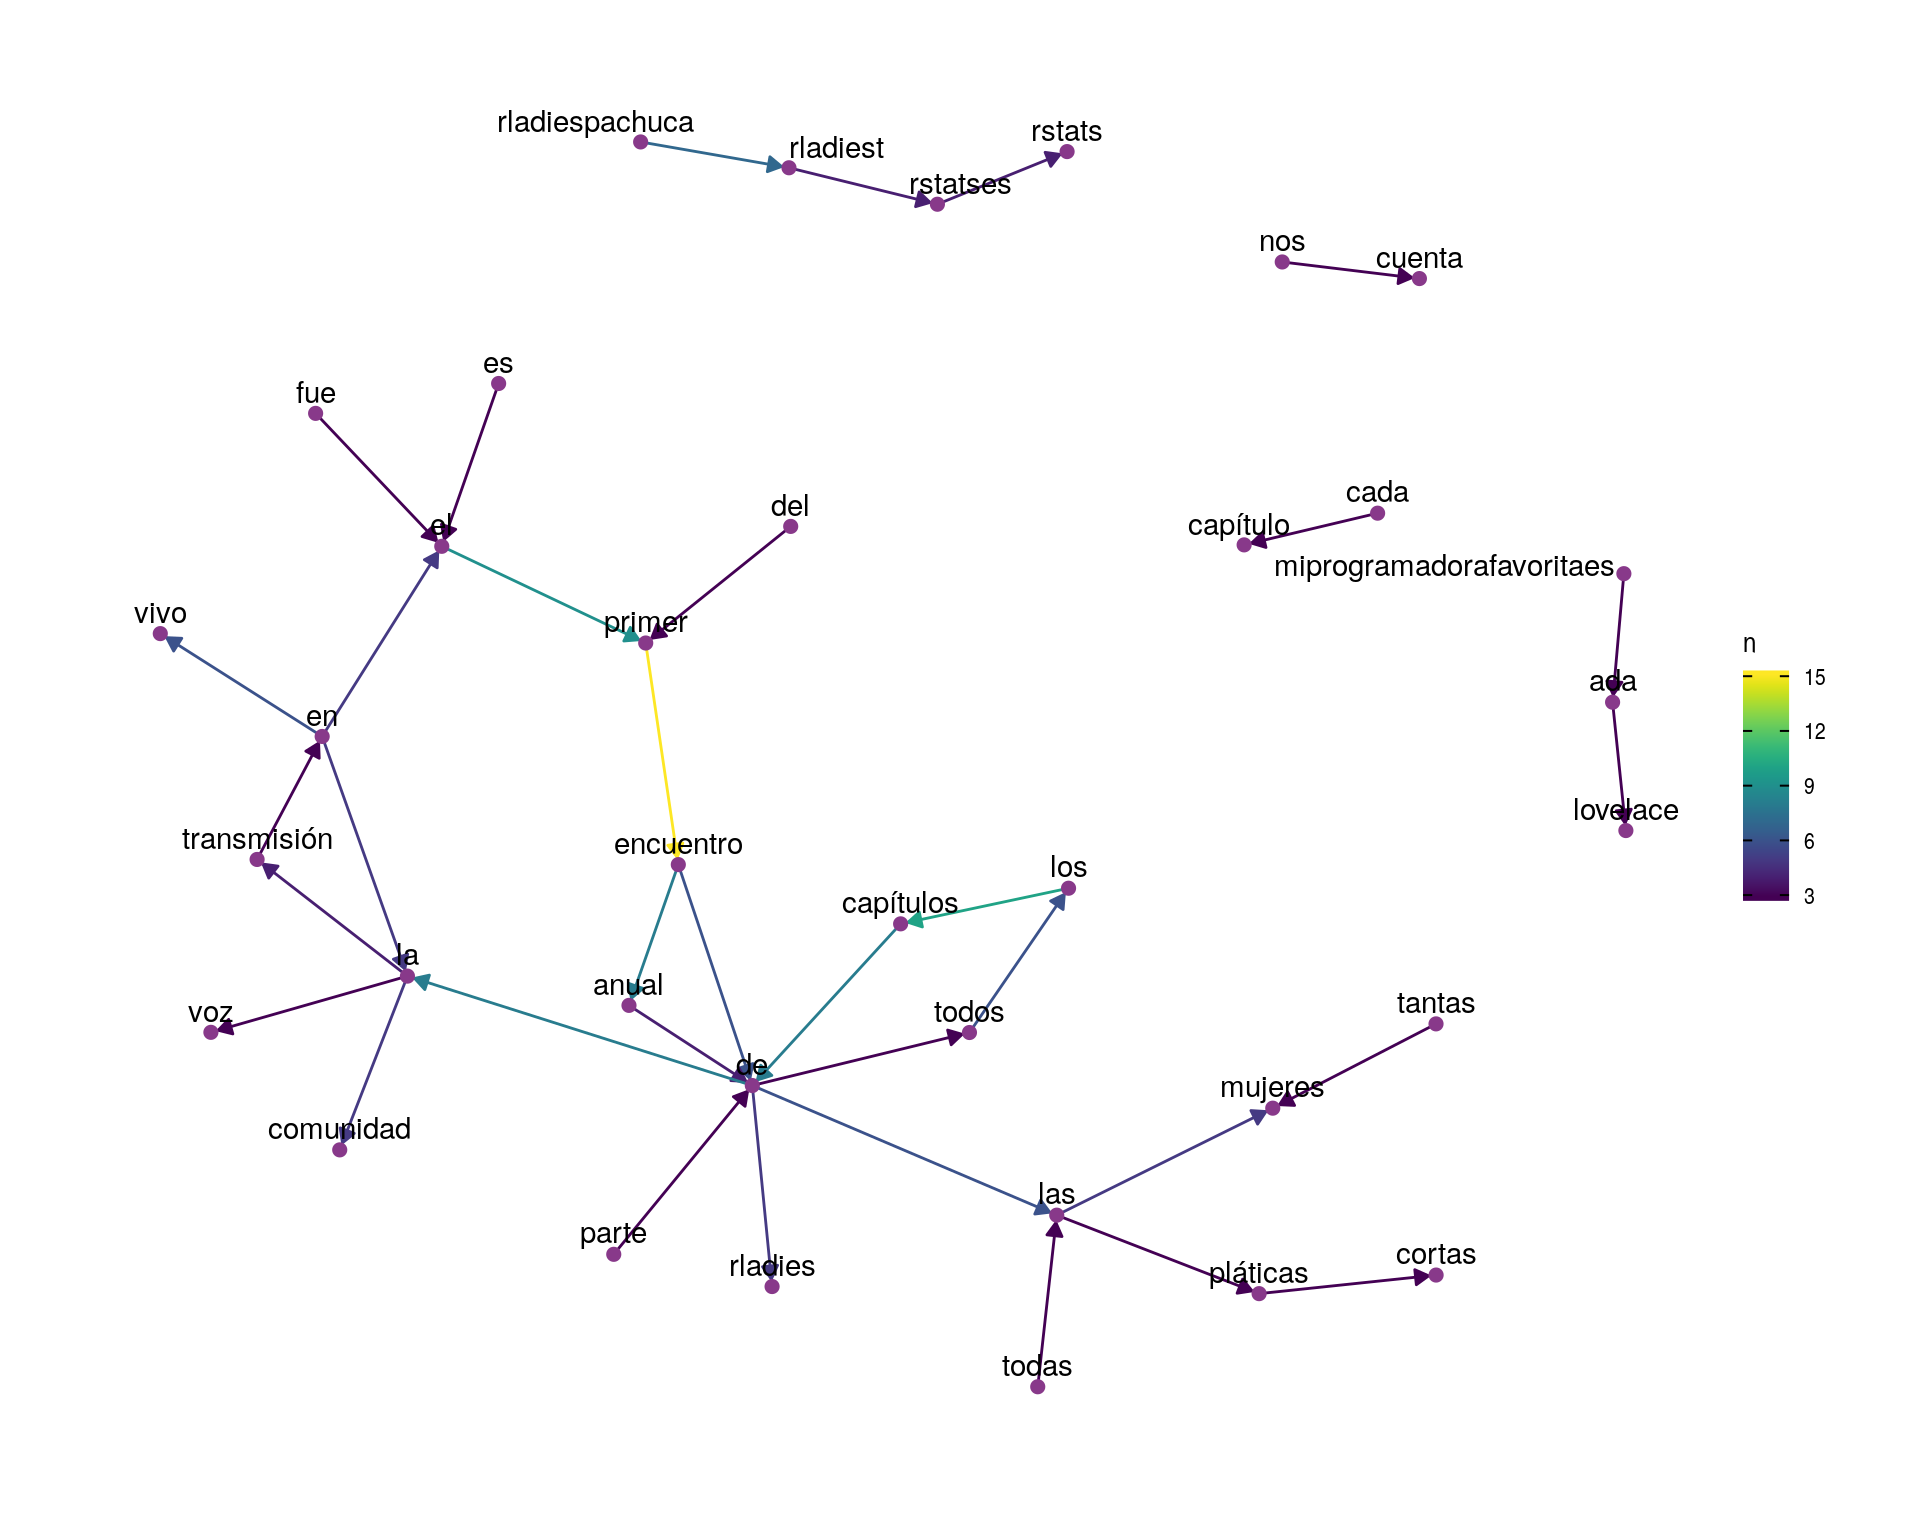 rladiespachuca
rstats
rladiest
rstatses
nos
cuenta
es
fue
cada
del
el
capítulo
miprogramadorafavoritaes
vivo
primer
n
15
ada
en
12
9
lovelace
transmisión
6
encuentro
los
3
capítulos
la
anual
tantas
voz
todos
de
mujeres
comunidad
las
parte
cortas
rladies
pláticas
todas